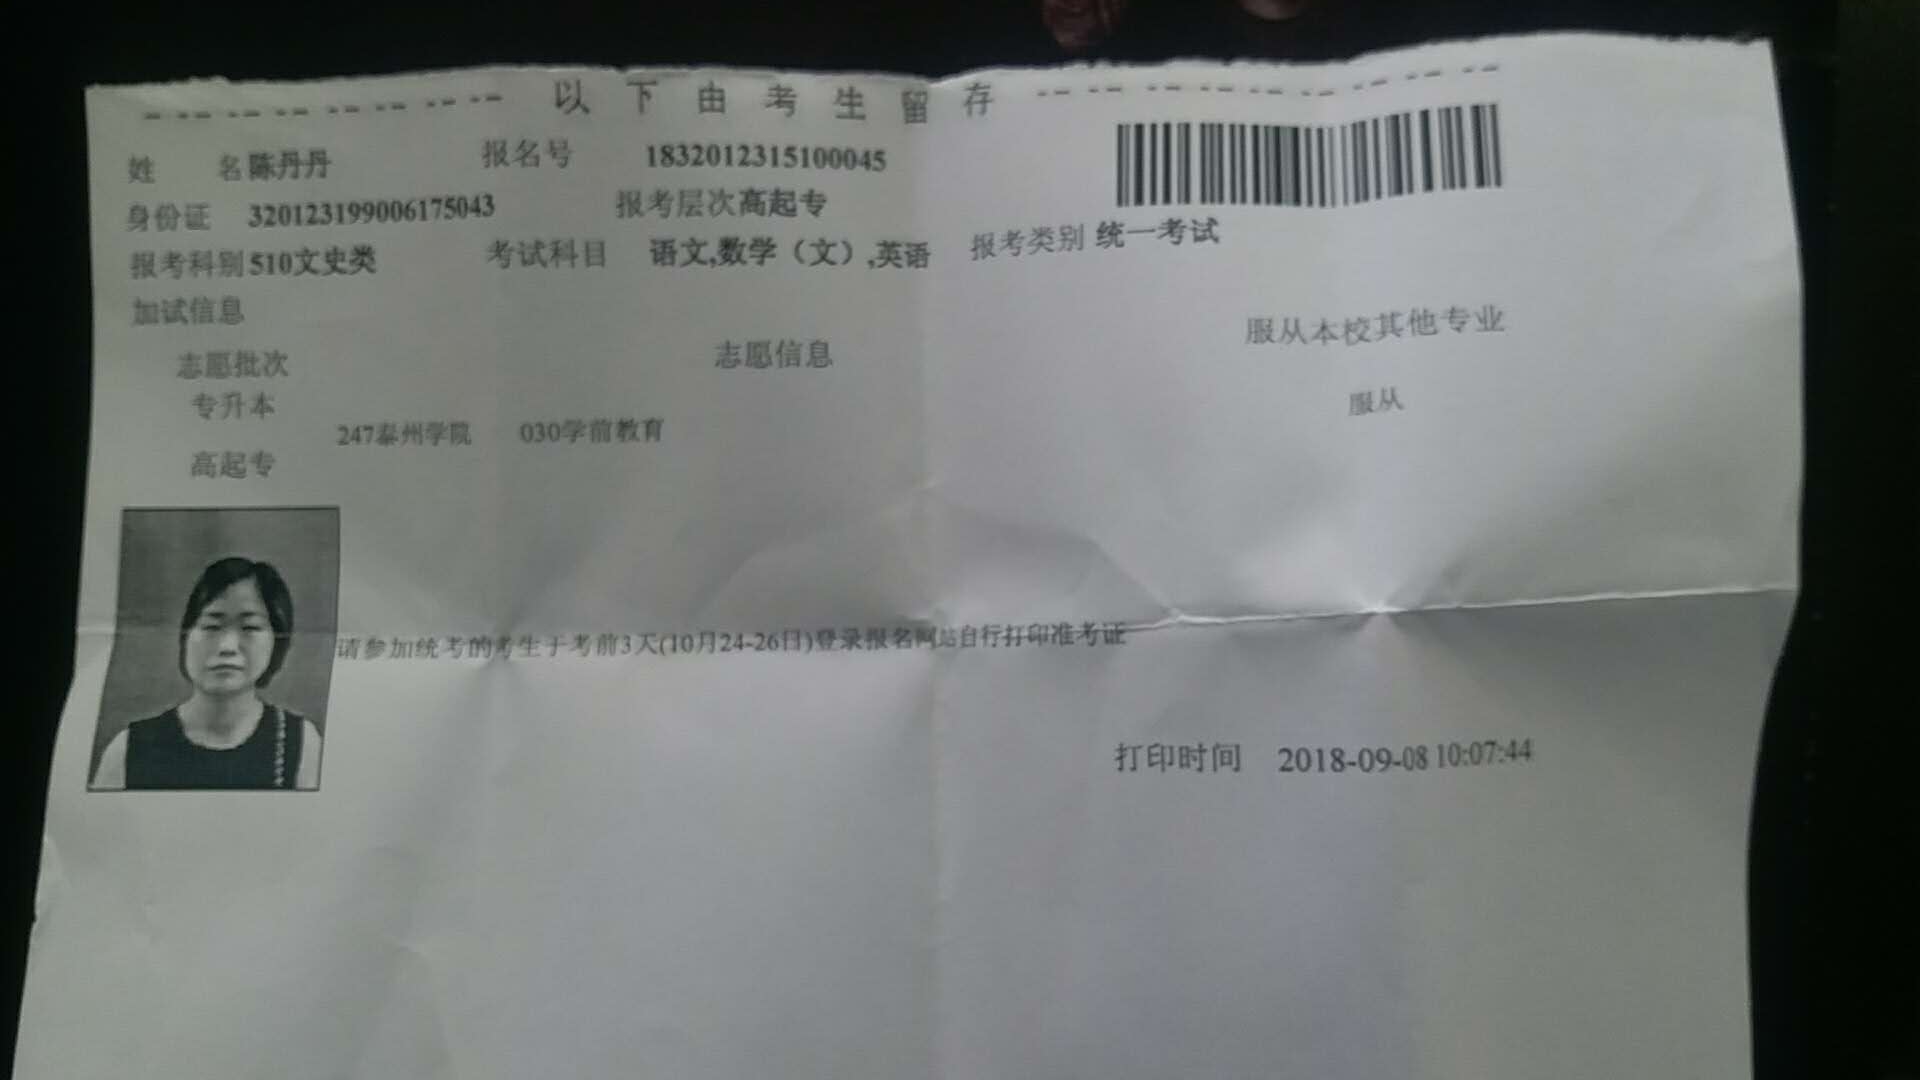 以下由考生留存
姓 名 陈丹丹 报名号 1832012315100045
身份证 320123199006175043 报考层次 高起专
报考科别 510文史类 考试科目 语文,数学（文）,英语 报考类别 统一考试
加试信息
志愿批次 志愿信息 服从本校其他专业
专升本
247泰州学院 030学前教育 服从
高起专
请参加统考的考生于考前3天(10月24-26日)登录报名网站自行打印准考证
打印时间 2018-09-08 10:07:44